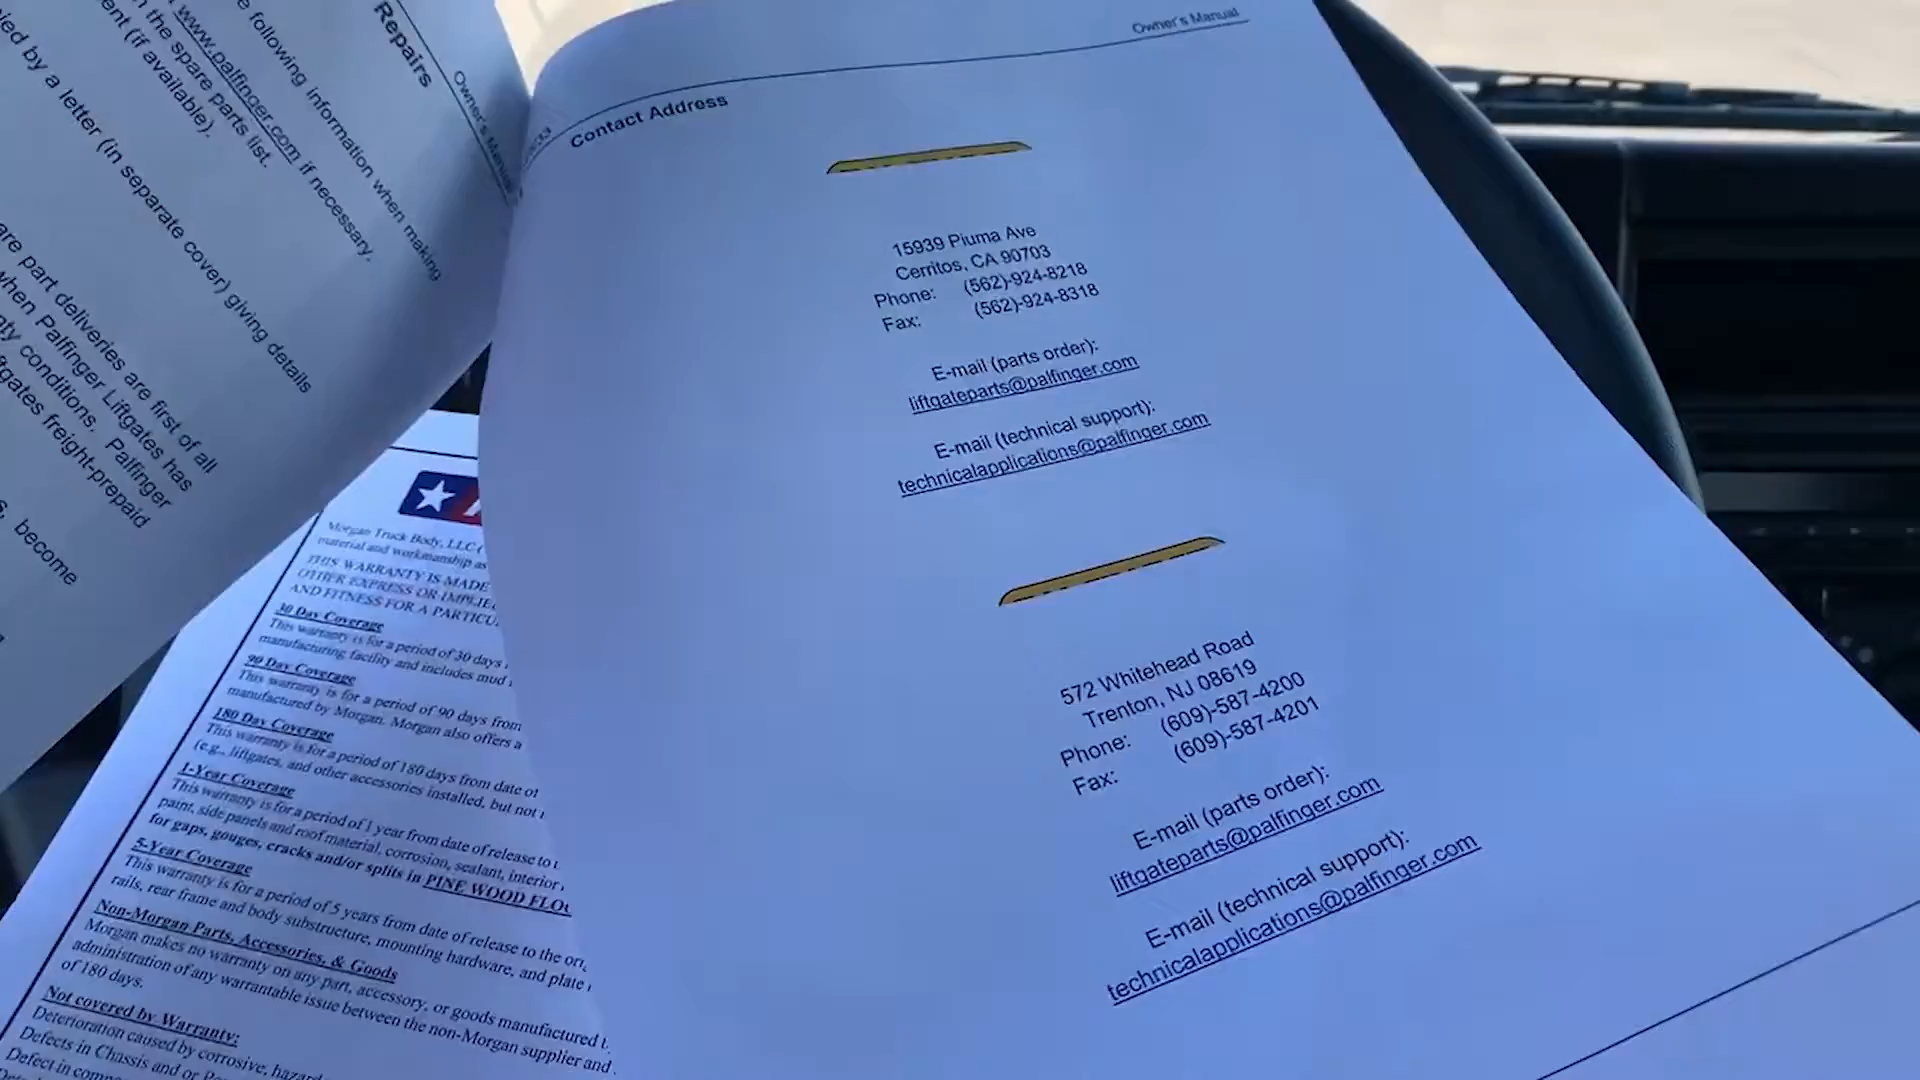 Repairs
Owner's Manual
e following information when making
www.palfinger.com if necessary.
the spare parts list.
ent (if available).
by a letter (in separate cover) giving details
are part deliveries are first of all
when Palfinger Liftgates has
conditions. Palfinger
freight-prepaid
become
Owner's Manual
Contact Address
15939 Piuma Ave
Cerritos, CA 90703
Phone: (562)-924-8218
Fax: (562)-924-8318
E-mail (parts order):
liftgateparts@palfinger.com
E-mail (technical support):
technicalapplications@palfinger.com
572 Whitehead Road
Trenton, NJ 08619
Phone: (609)-587-4200
Fax: (609)-587-4201
E-mail (parts order):
liftgateparts@palfinger.com
E-mail (technical support):
technicalapplications@palfinger.com
Morgan Truck Body, LLC (
material and workmanship as
THIS WARRANTY IS MADE
OTHER EXPRESS OR IMPLIE
AND FITNESS FOR A PARTICU
30 Day Coverage
This warranty is for a period of 30 days
manufacturing facility and includes mud
90 Day Coverage
This warranty is for a period of 90 days from
manufactured by Morgan. Morgan also offers a
180 Day Coverage
This warranty is for a period of 180 days from date of
(e.g., liftgates, and other accessories installed, but not
1-Year Coverage
This warranty is for a period of 1 year from date of release to
paint, side panels and roof material, corrosion, sealant, interior
for gaps, gouges, cracks and/or splits in PINE WOOD FLO
5-Year Coverage
This warranty is for a period of 5 years from date of release to the ori
rails, rear frame and body substructure, mounting hardware, and plate
Non-Morgan Parts, Accessories, & Goods
Morgan makes no warranty on any part, accessory, or goods manufactured
administration of any warrantable issue between the non-Morgan supplier and
of 180 days.
Not covered by Warranty:
Deterioration caused by corrosive, hazard
Defects in Chassis and or
Defect in